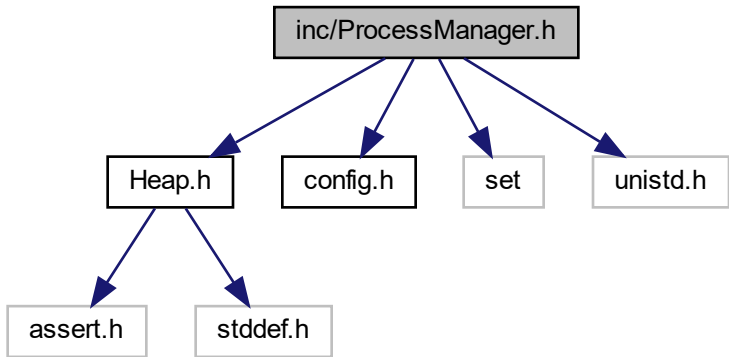 inc/ProcessManager.h
Heap.h
config.h
set
unistd.h
assert.h
stddef.h